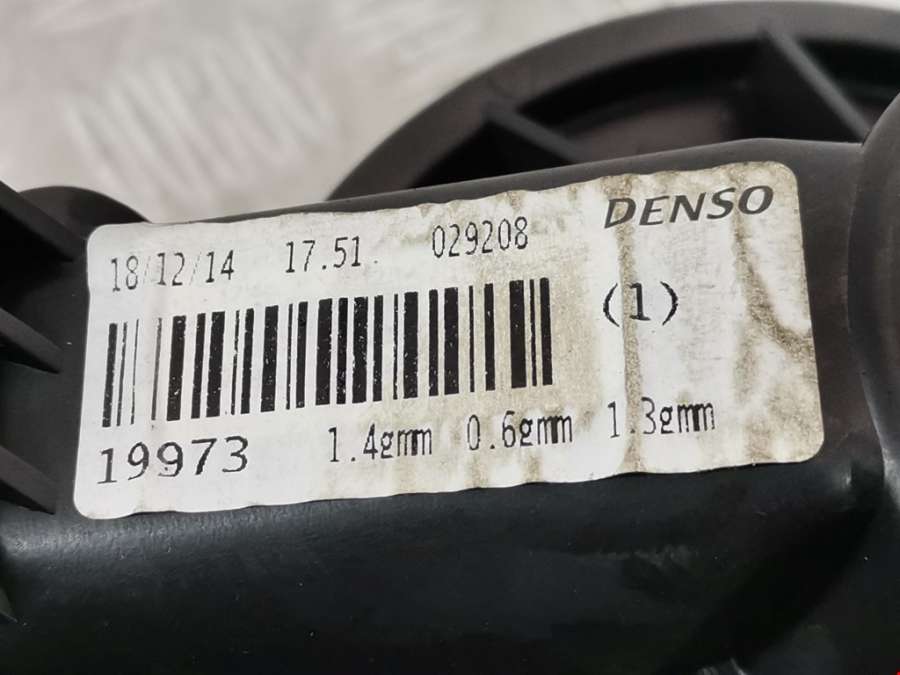 DENSO
18/12/14 17.51. 029208
(1)
19973 1.4gmm 0.6gmm 1.3gmm